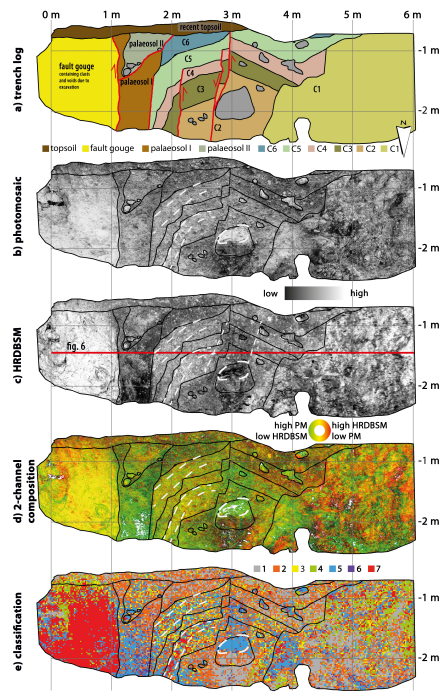 0 m 1 m 2 m 3 m 4 m 5 m 6 m
recent topsoil
palaeosol II
C6
C5
-1 m
fault gouge
containing clasts
and voids due to
excavation
palaeosol I
C4
C3
C1
C2
-2 m
a) trench log
N
topsoil fault gouge palaeosol I palaeosol II C6 C5 C4 C3 C2 C1
-1 m
-2 m
b) photomosaic
low high
fig. 6
-1 m
-2 m
c) HRDBSM
high PM high HRDBSM
low HRDBSM low PM
-1 m
-2 m
d) 2-channel
composition
1 2 3 4 5 6 7
-1 m
-2 m
e) classification